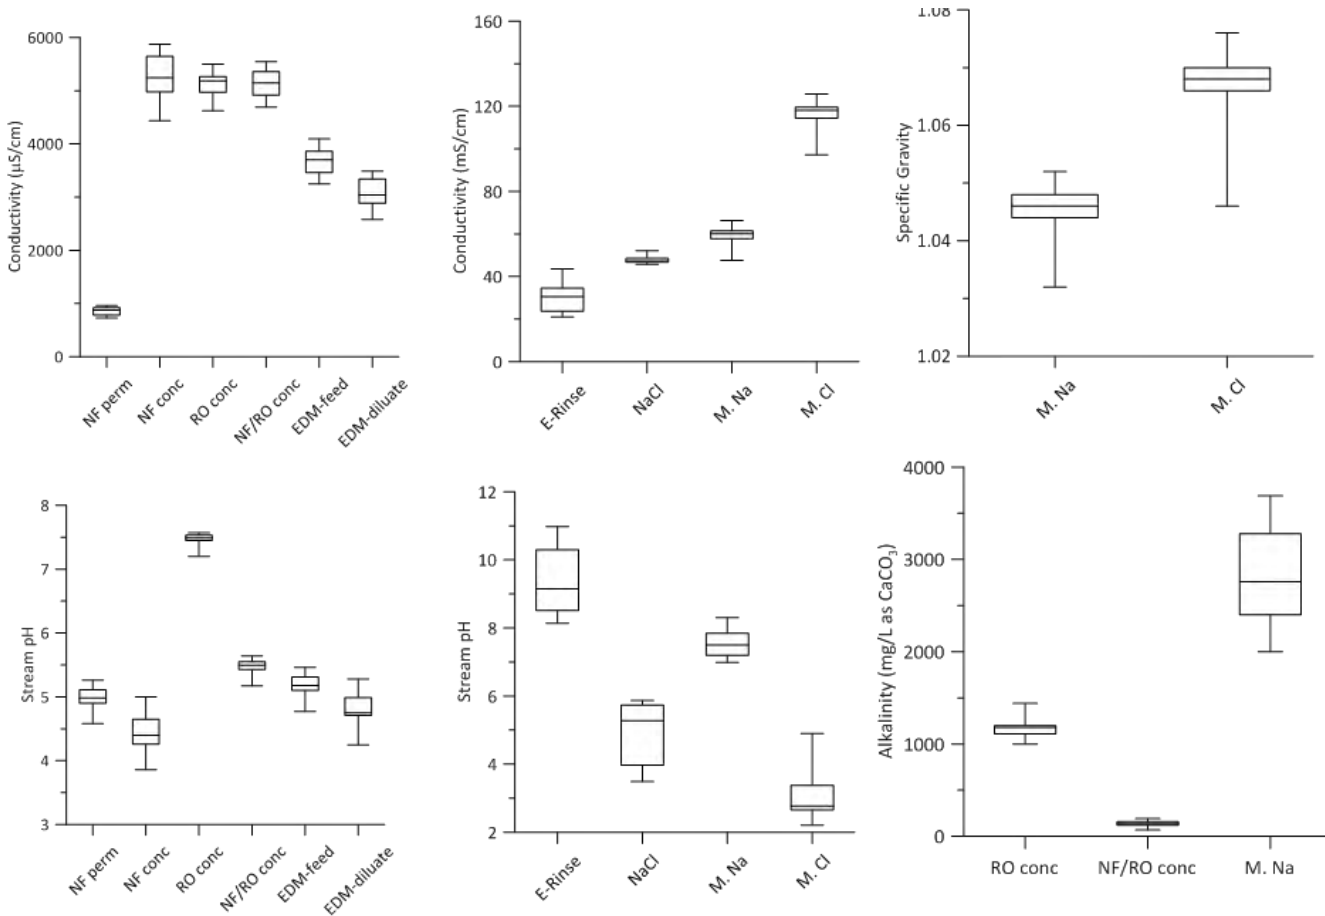 Conductivity (µS/cm)
6000
4000
2000
0
NF perm
NF conc
RO conc
NF/RO conc
EDM-feed
EDM-diluate
Conductivity (mS/cm)
160
120
80
40
0
E-Rinse
NaCl
M. Na
M. Cl
Specific Gravity
1.08
1.06
1.04
1.02
M. Na
M. Cl
Stream pH
8
7
6
5
4
3
NF perm
NF conc
RO conc
NF/RO conc
EDM-feed
EDM-diluate
Stream pH
12
10
8
6
4
2
E-Rinse
NaCl
M. Na
M. Cl
Alkalinity (mg/L as CaCO₃)
4000
3000
2000
1000
0
RO conc
NF/RO conc
M. Na